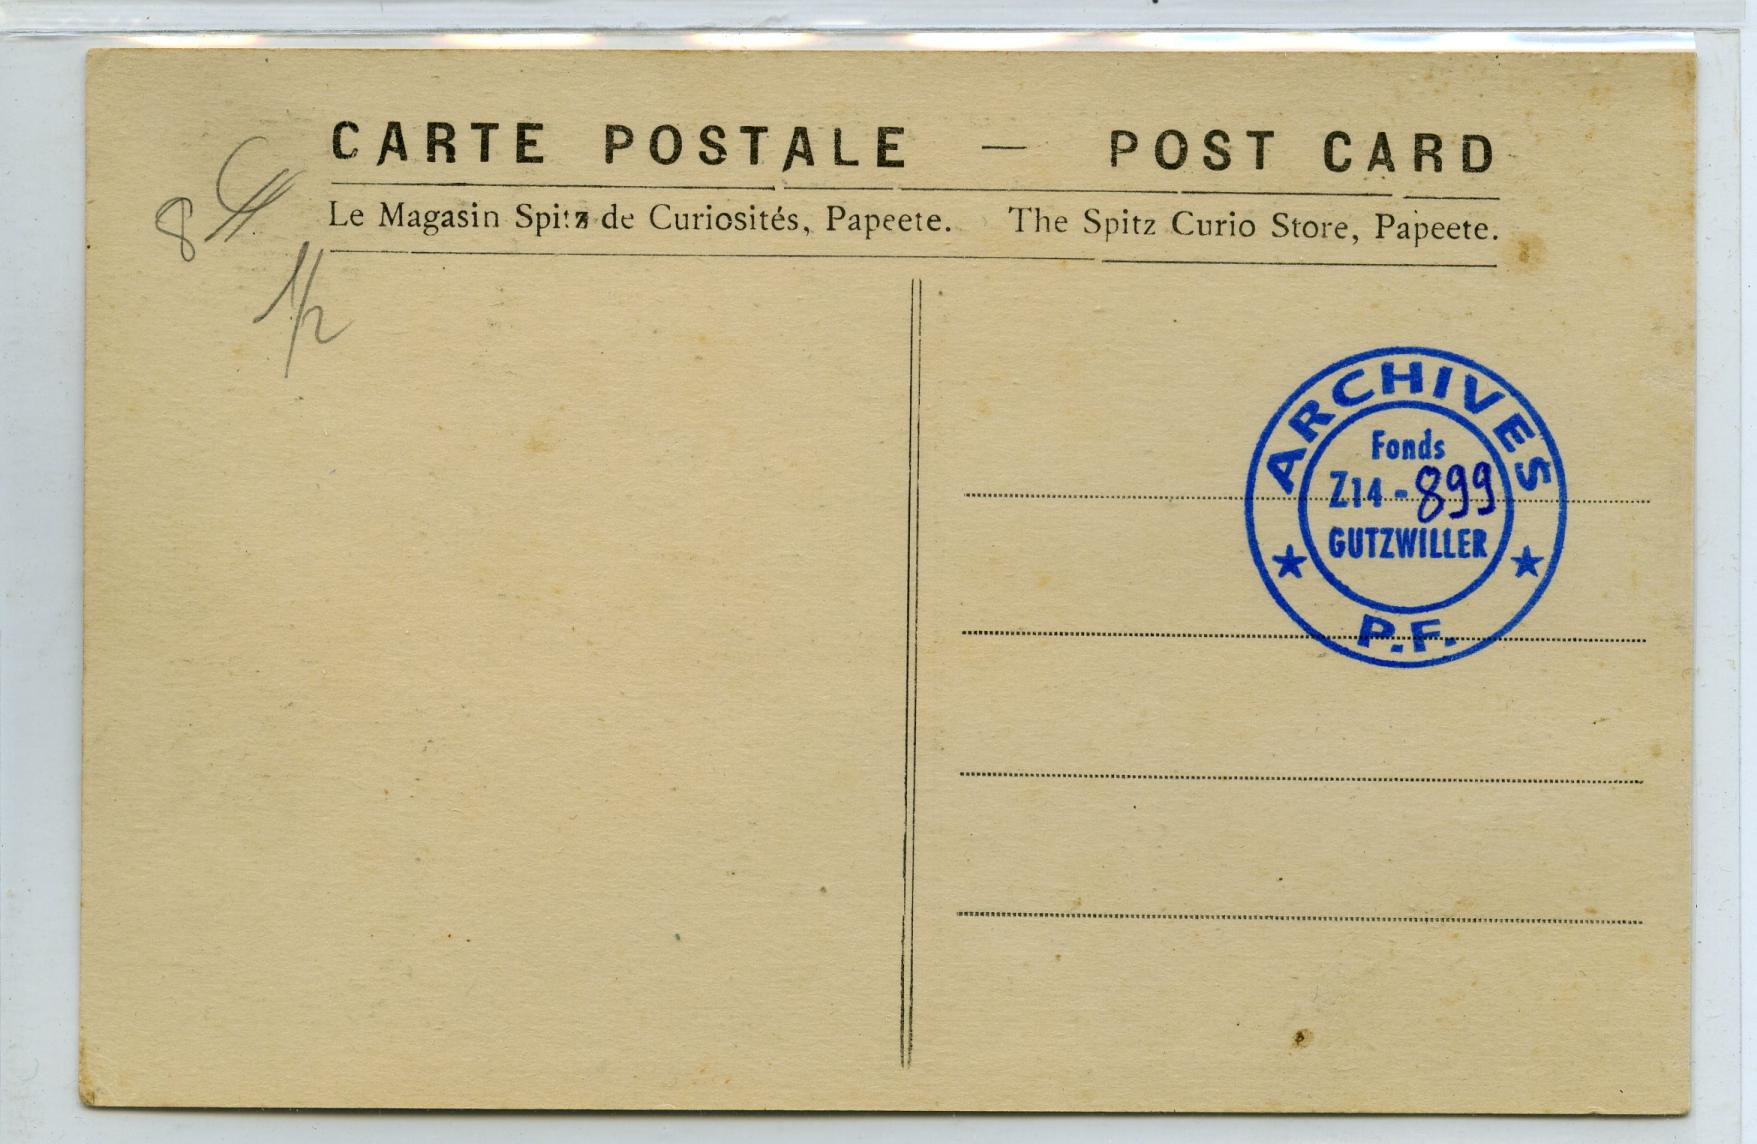 CARTE POSTALE — POST CARD
Le Magasin Spitz de Curiosités, Papeete. The Spitz Curio Store, Papeete.
8
1/2
ARCHIVES
Fonds
Z14-899
GUTZWILLER
★ ★
P.F.